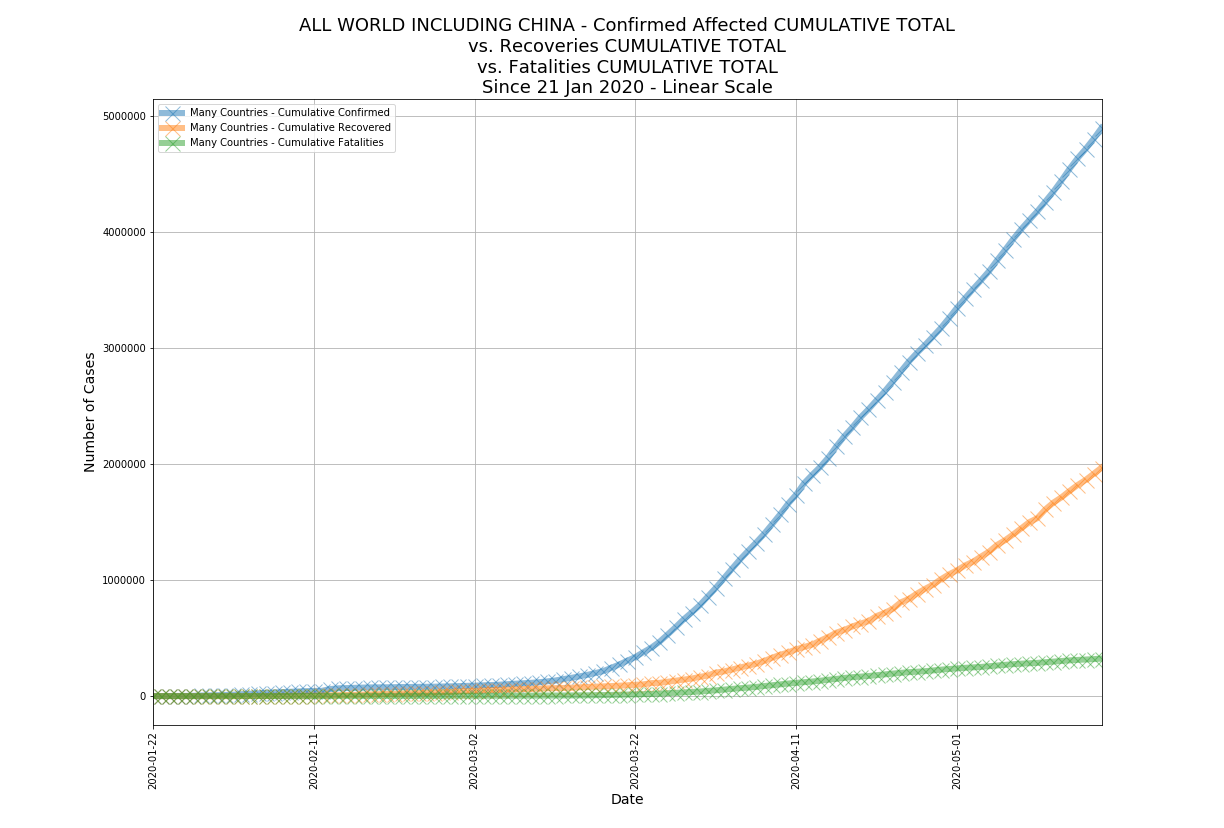 ALL WORLD INCLUDING CHINA - Confirmed Affected CUMULATIVE TOTAL
vs. Recoveries CUMULATIVE TOTAL
vs. Fatalities CUMULATIVE TOTAL
Since 21 Jan 2020 - Linear Scale
Many Countries - Cumulative Confirmed
Many Countries - Cumulative Recovered
Many Countries - Cumulative Fatalities
5000000
4000000
3000000
2000000
1000000
0
Number of Cases
2020-01-22
2020-02-11
2020-03-02
2020-03-22
2020-04-11
2020-05-01
Date